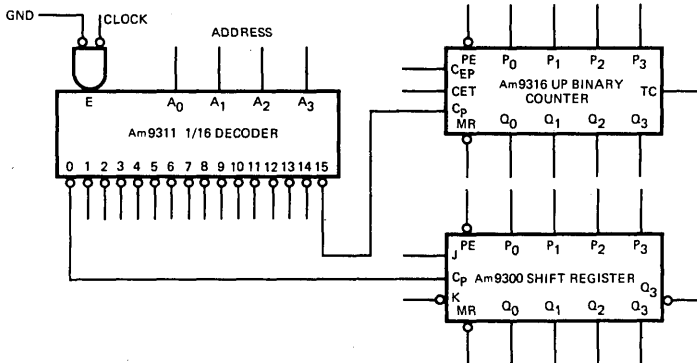 GND
CLOCK
ADDRESS
E A0 A1 A2 A3
Am9311 1/16 DECODER
0 1 2 3 4 5 6 7 8 9 10 11 12 13 14 15
PE P0 P1 P2 P3
CEP
Am9316 UP BINARY
CET TC
COUNTER
CP
MR Q0 Q1 Q2 Q3
PE P0 P1 P2 P3
J
CP Am9300 SHIFT REGISTER
Q3
K
MR Q0 Q1 Q2 Q3